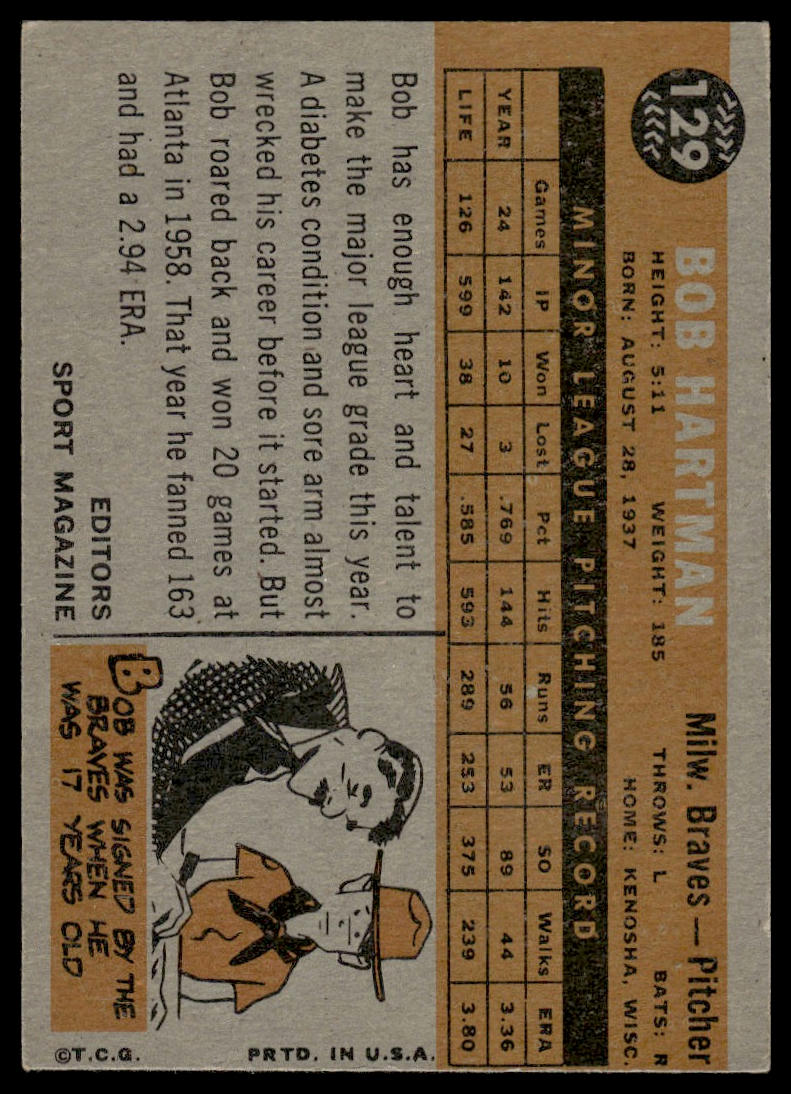 129
BOB HARTMAN
Milw. Braves — Pitcher
HEIGHT: 5:11 WEIGHT: 185 THROWS: L BATS: R
BORN: AUGUST 28, 1937 HOME: KENOSHA, WISC.
MINOR LEAGUE PITCHING RECORD
Games IP Won Lost Pct Hits Runs ER SO Walks ERA
YEAR 24 142 10 3 .769 144 56 53 89 44 3.36
LIFE 126 599 38 27 .585 593 289 253 375 239 3.80
Bob has enough heart and talent to
make the major league grade this year.
A diabetes condition and sore arm almost
wrecked his career before it started. But
Bob roared back and won 20 games at
Atlanta in 1958. That year he fanned 163
and had a 2.94 ERA.
EDITORS
SPORT MAGAZINE
BOB WAS SIGNED BY THE
BRAVES WHEN HE
WAS 17 YEARS OLD
©T.C.G. PRTD. IN U.S.A.